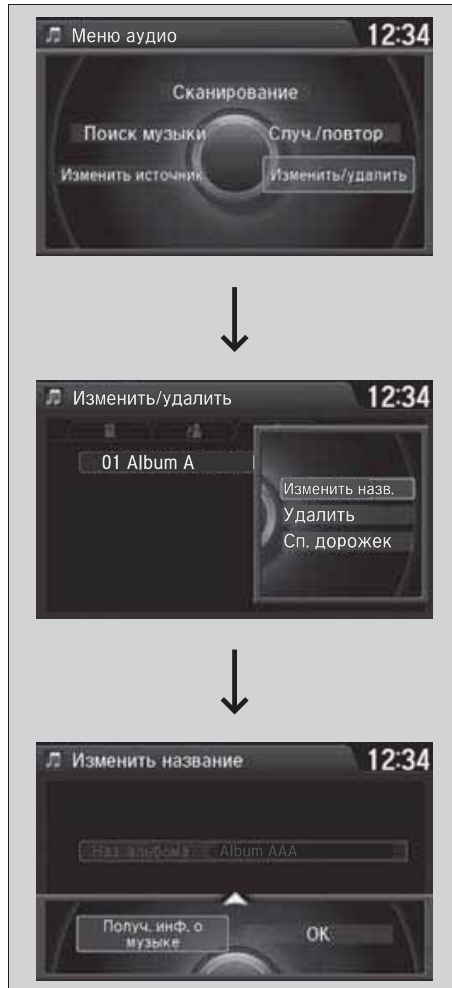 Меню аудио 12:34
Сканирование
Поиск музыки Случ./повтор
Изменить источник Изменить/удалить
Изменить/удалить 12:34
01 Album A
Изменить назв.
Удалить
Сп. дорожек
Изменить название 12:34
Наз. альбома Album AAA
Получ. инф. о
музыке
OK